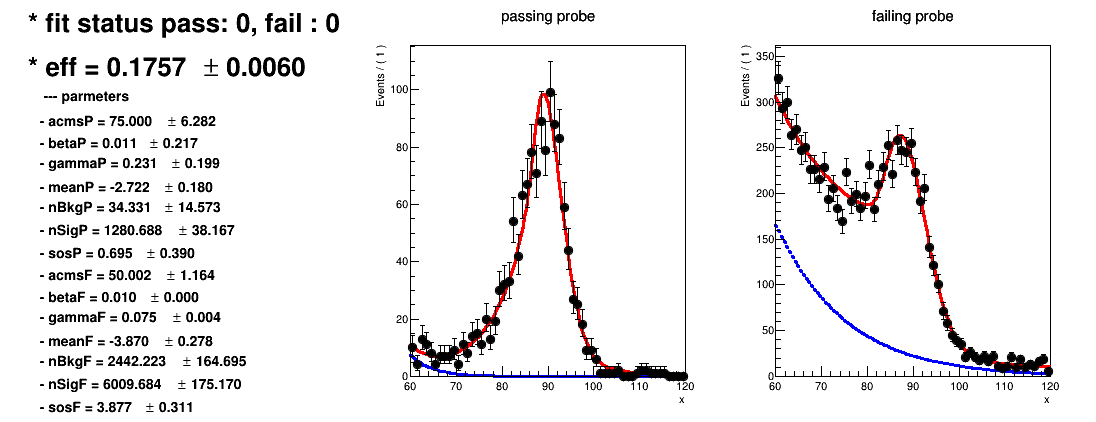 * fit status pass: 0, fail : 0
* eff = 0.1757 ± 0.0060
--- parmeters
- acmsP = 75.000 ± 6.282
- betaP = 0.011 ± 0.217
- gammaP = 0.231 ± 0.199
- meanP = -2.722 ± 0.180
- nBkgP = 34.331 ± 14.573
- nSigP = 1280.688 ± 38.167
- sosP = 0.695 ± 0.390
- acmsF = 50.002 ± 1.164
- betaF = 0.010 ± 0.000
- gammaF = 0.075 ± 0.004
- meanF = -3.870 ± 0.278
- nBkgF = 2442.223 ± 164.695
- nSigF = 6009.684 ± 175.170
- sosF = 3.877 ± 0.311
passing probe
Events / ( 1 )
100
80
60
40
20
0
60 70 80 90 100 110 120
x
failing probe
Events / ( 1 )
350
300
250
200
150
100
50
0
60 70 80 90 100 110 120
x